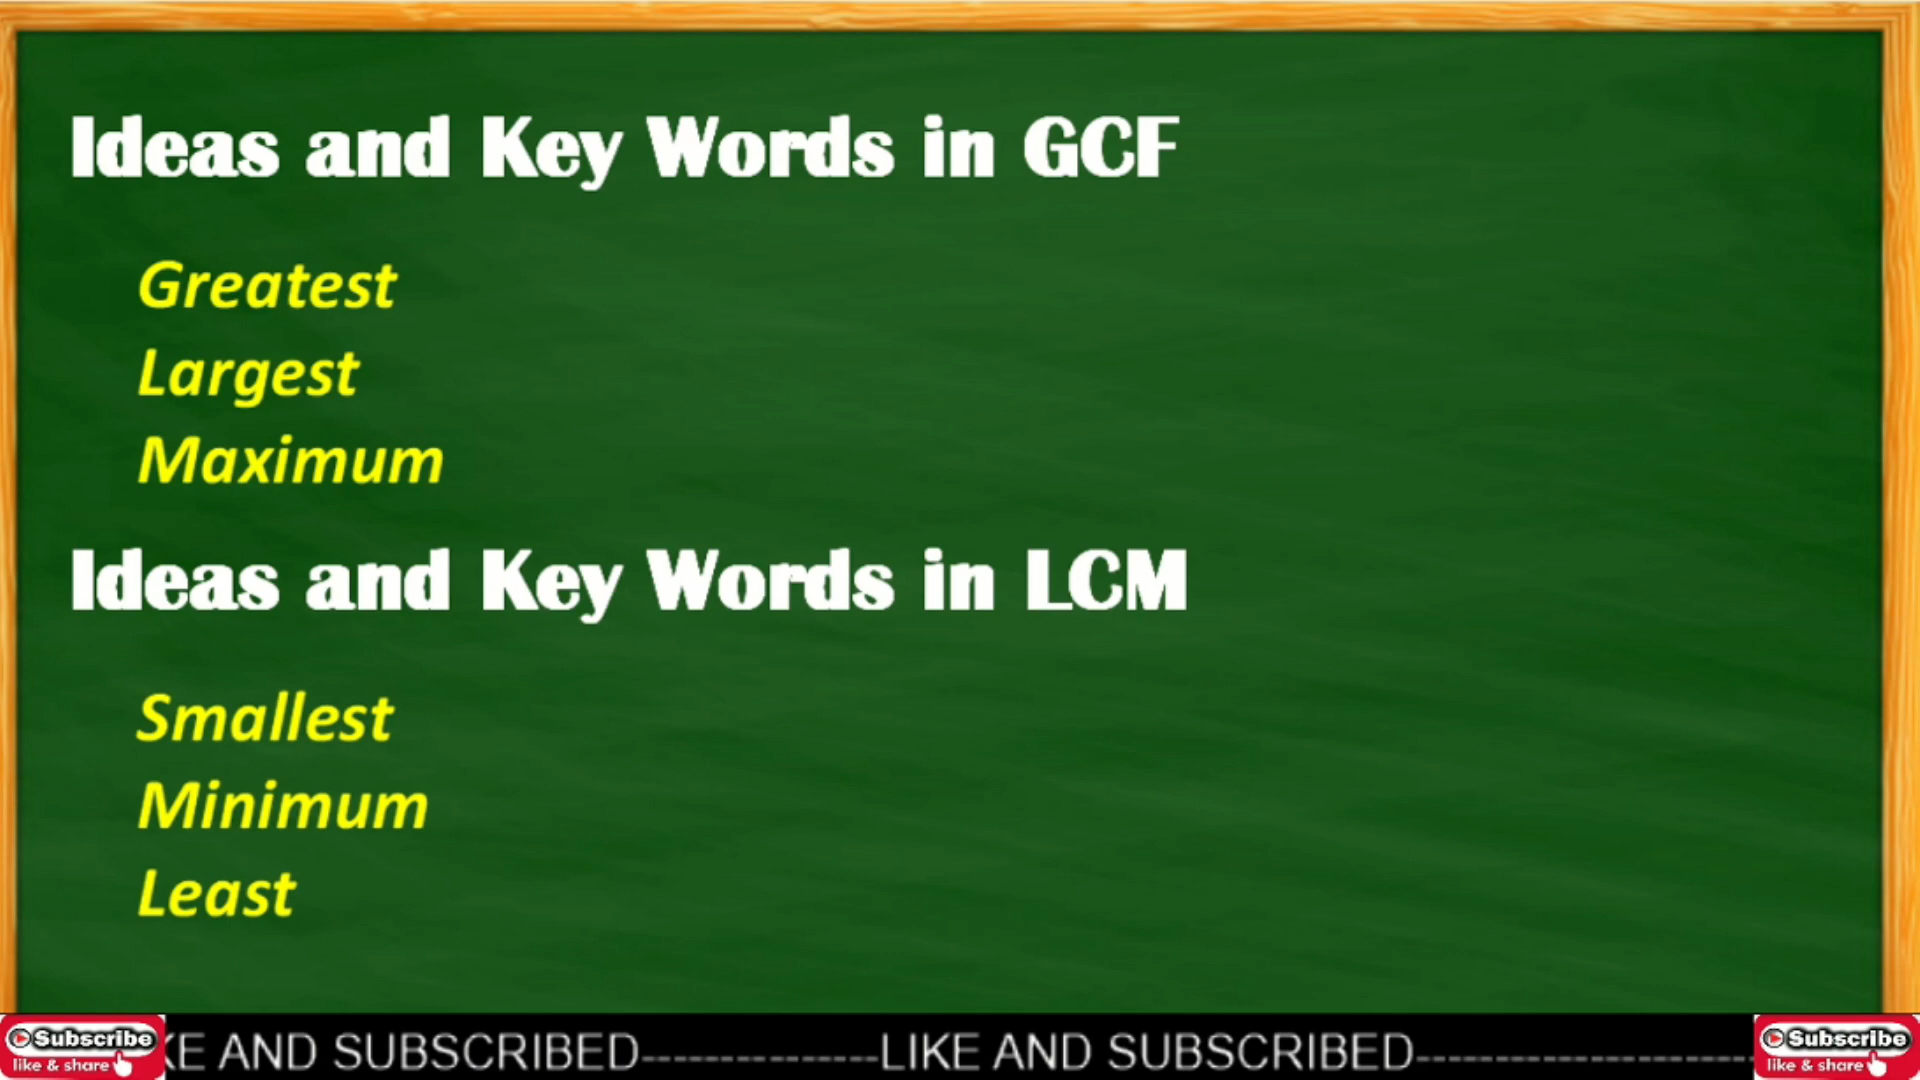 Ideas and Key Words in GCF
Greatest
Largest
Maximum
Ideas and Key Words in LCM
Smallest
Minimum
Least
Subscribe
like & share
KE AND SUBSCRIBED---------------LIKE AND SUBSCRIBED---------------------
Subscribe
like & share